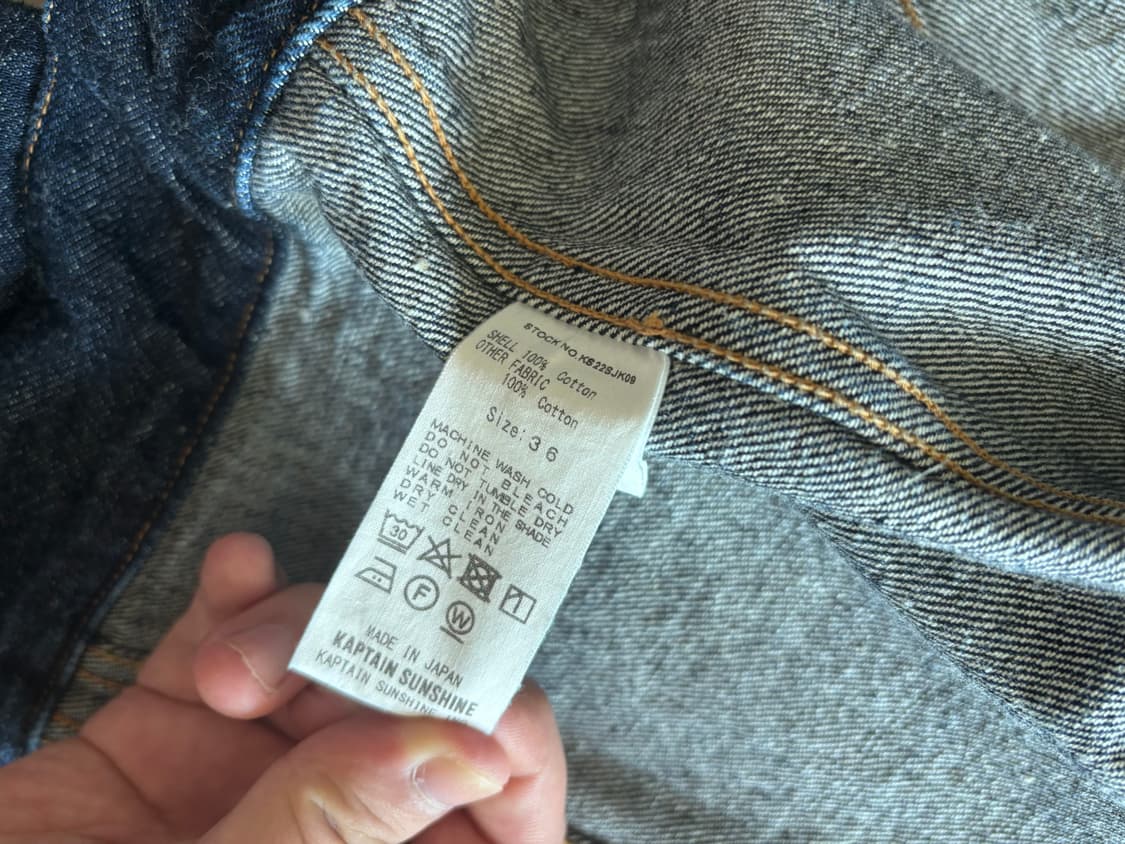 STOCK NO.KS22SJK09
SHELL 100% Cotton
OTHER FABRIC
100% Cotton
Size: 36
MACHINE WASH COLD
DO NOT BLEACH
DO NOT TUMBLE DRY
LINE DRY IN THE SHADE
WARM IRON
DRY CLEAN
WET CLEAN
30
F
W
MADE IN JAPAN
KAPTAIN SUNSHINE
KAPTAIN SUNSHINE INC